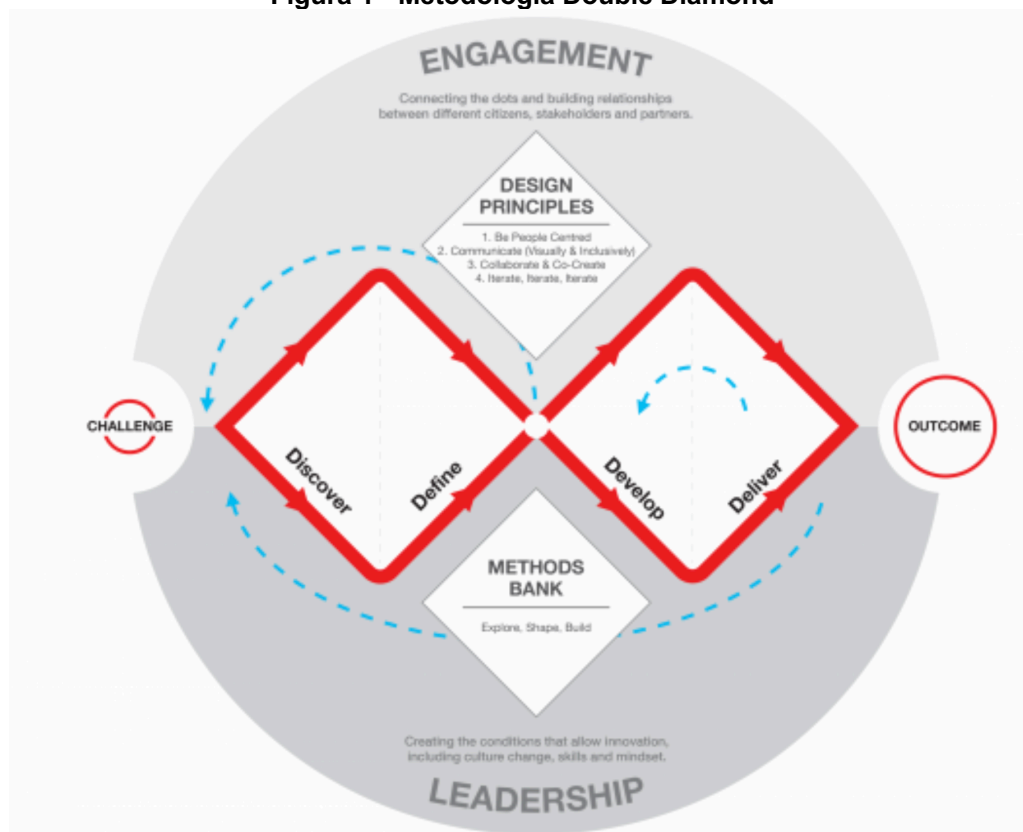 Figura 1 - Metodologia Double Diamond
ENGAGEMENT
Connecting the dots and building relationships
between different citizens, stakeholders and partners.
DESIGN
PRINCIPLES
1. Be People Centred
2. Communicate (Visually & Inclusively)
3. Collaborate & Co-Create
4. Iterate, Iterate, Iterate
CHALLENGE
Discover
Define
Develop
Deliver
OUTCOME
METHODS
BANK
Explore, Shape, Build
Creating the conditions that allow innovation,
including culture change, skills and mindset.
LEADERSHIP